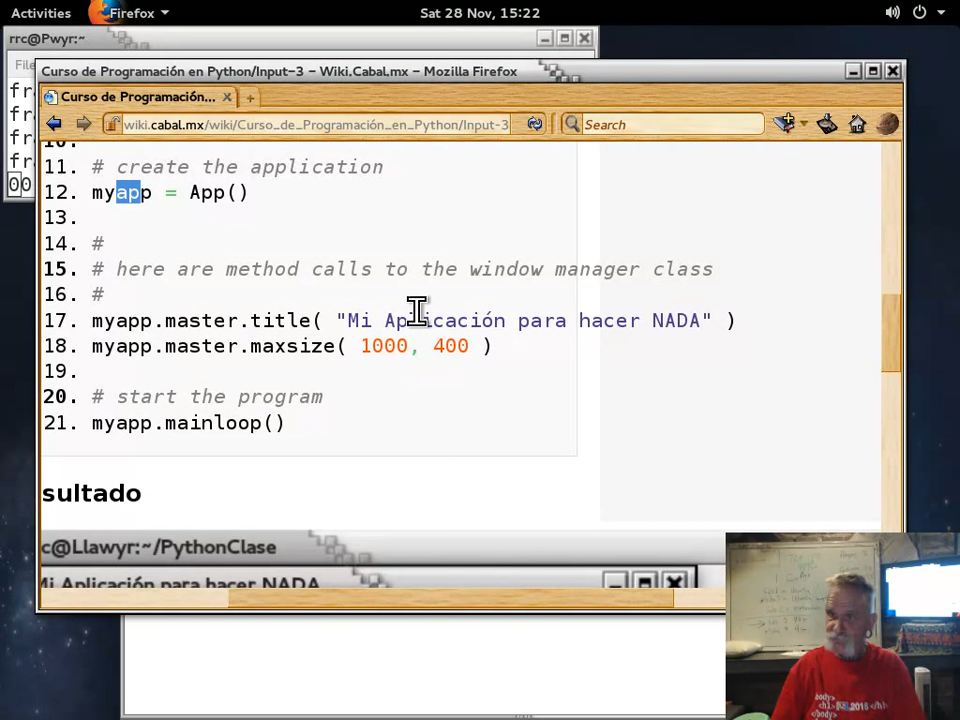 Activities Firefox Sat 28 Nov, 15:22
rrc@Pwyr:~
Curso de Programación en Python/Input-3 – Wiki.Cabal.mx – Mozilla Firefox
Curso de Programación...
wiki.cabal.mx/wiki/Curso_de_Programación_en_Python/Input-3 Search
11. # create the application
12. myapp = App()
13.
14. #
15. # here are method calls to the window manager class
16. #
17. myapp.master.title( "Mi Aplicación para hacer NADA" )
18. myapp.master.maxsize( 1000, 400 )
19.
20. # start the program
21. myapp.mainloop()
sultado
c@Llawyr:~/PythonClase
Mi Aplicación para hacer NADA
<body>
</body>